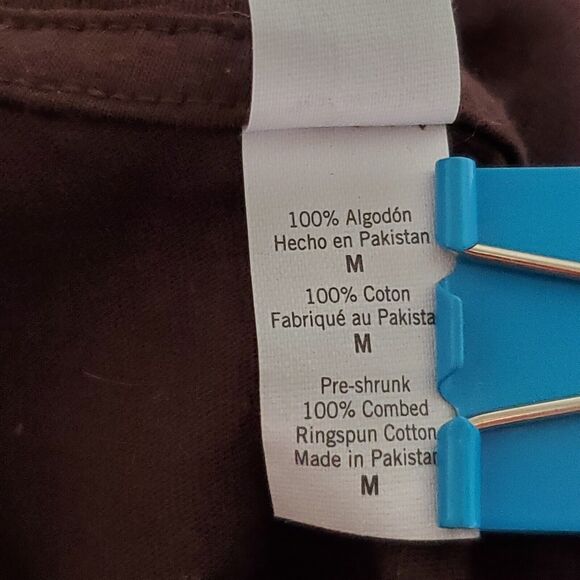 100% Algodón
Hecho en Pakistan
M
100% Coton
Fabriqué au Pakista
M
Pre-shrunk
100% Combed
Ringspun Cotton
Made in Pakistan
M